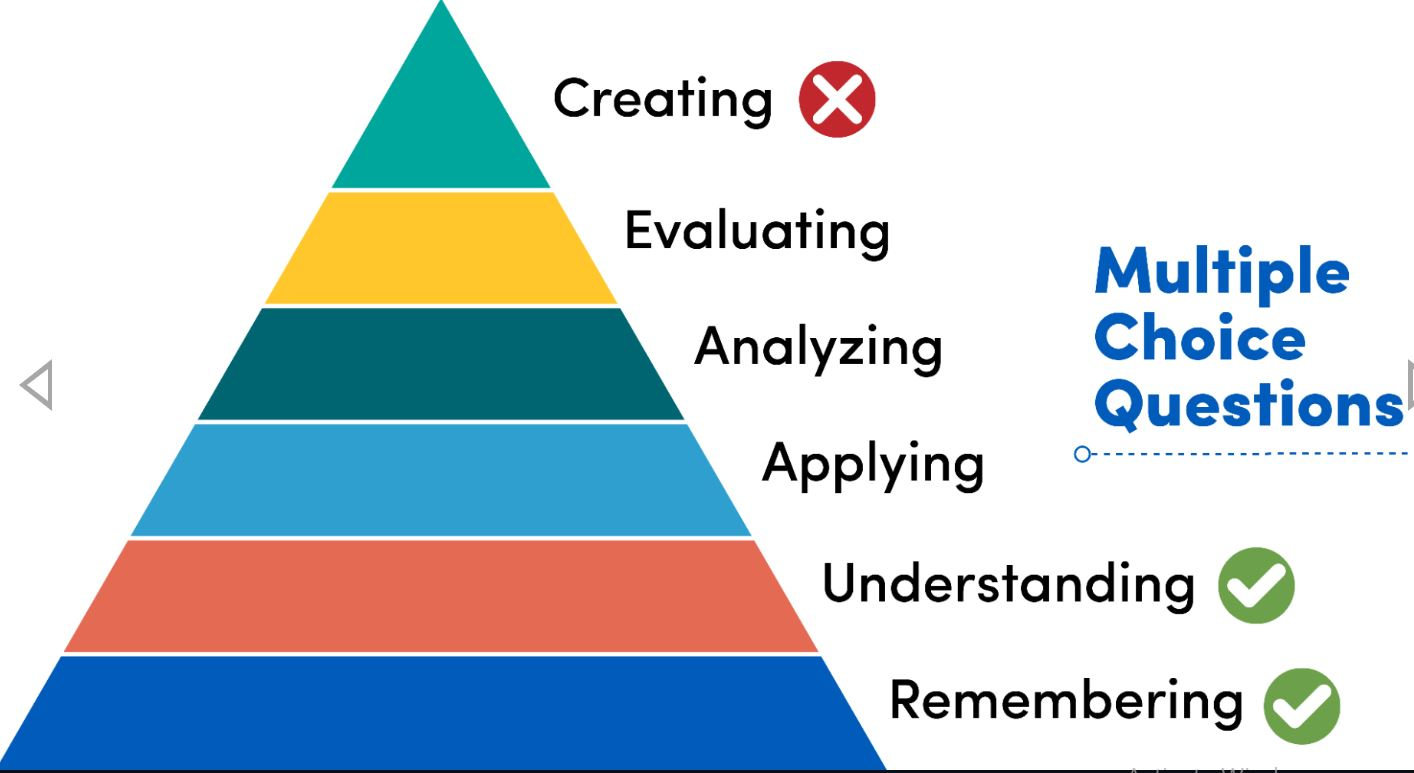 Creating
Evaluating
Analyzing
Applying
Understanding
Remembering
Multiple
Choice
Questions